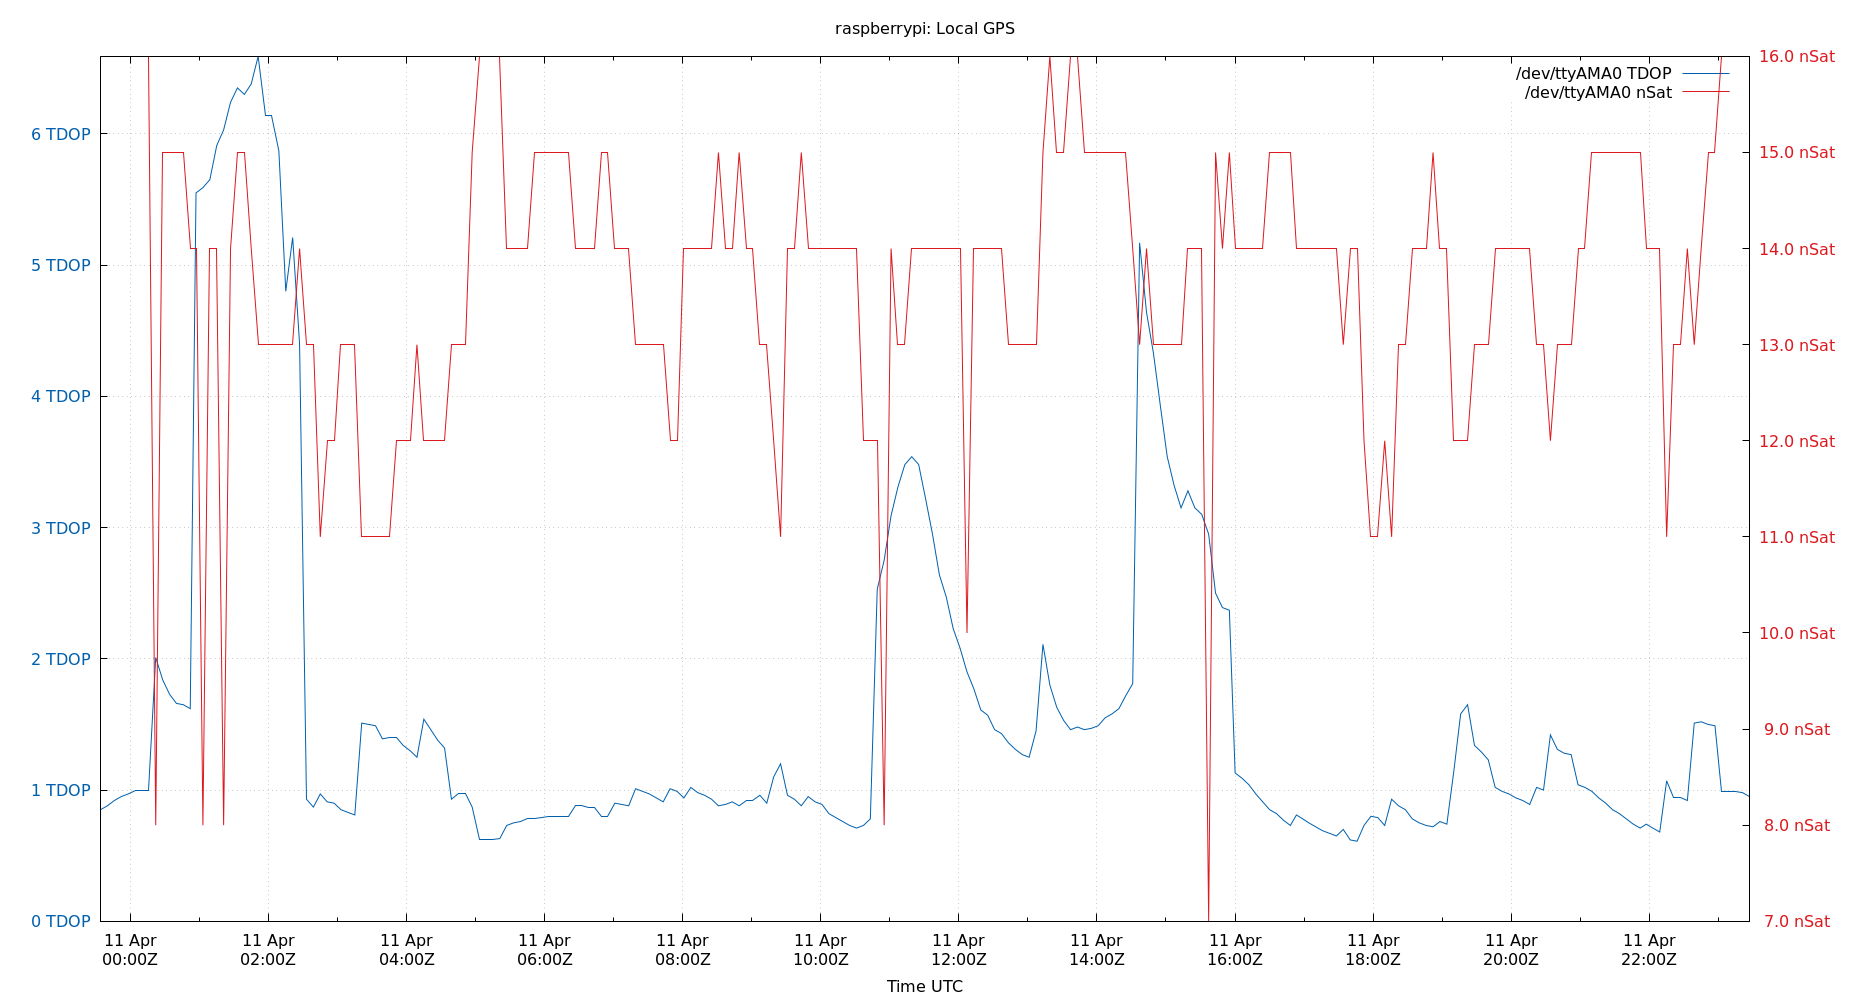 raspberrypi: Local GPS
/dev/ttyAMA0 TDOP
/dev/ttyAMA0 nSat
6 TDOP
5 TDOP
4 TDOP
3 TDOP
2 TDOP
1 TDOP
0 TDOP
16.0 nSat
15.0 nSat
14.0 nSat
13.0 nSat
12.0 nSat
11.0 nSat
10.0 nSat
9.0 nSat
8.0 nSat
7.0 nSat
11 Apr 11 Apr 11 Apr 11 Apr 11 Apr 11 Apr 11 Apr 11 Apr 11 Apr 11 Apr 11 Apr 11 Apr
00:00Z 02:00Z 04:00Z 06:00Z 08:00Z 10:00Z 12:00Z 14:00Z 16:00Z 18:00Z 20:00Z 22:00Z
Time UTC